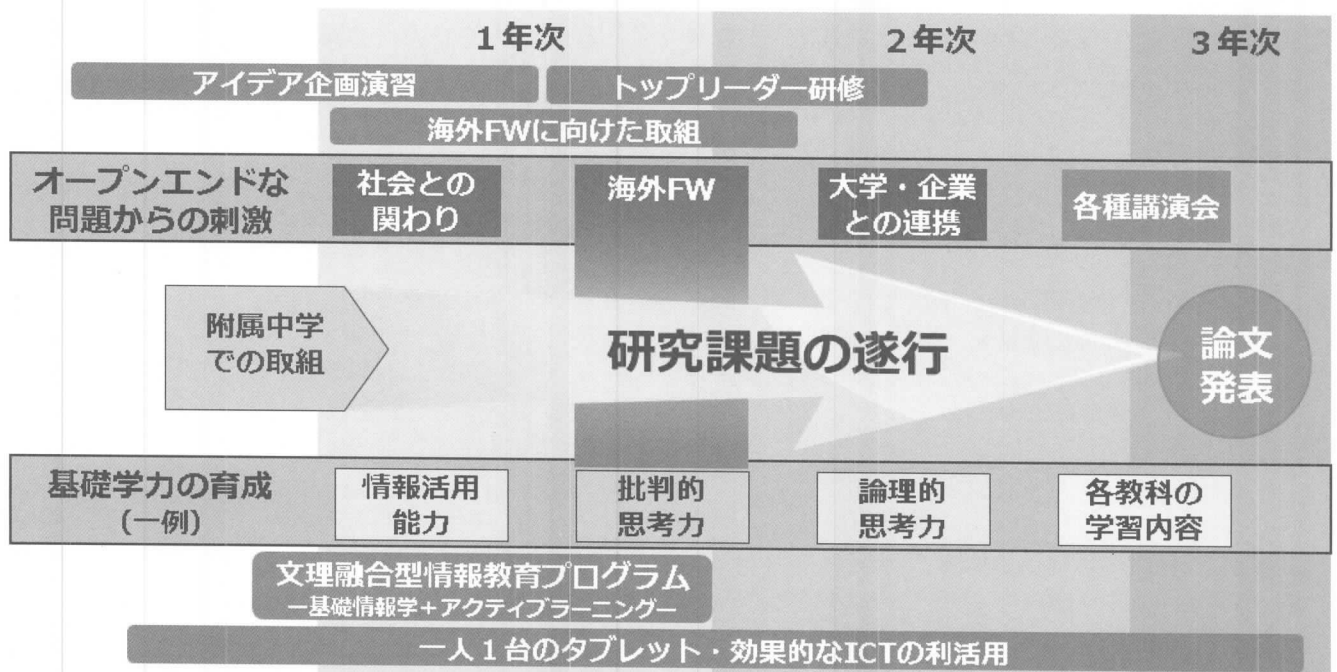 1年次
2年次
3年次
アイデア企画演習
トップリーダー研修
海外FWに向けた取組
オープンエンドな
問題からの刺激
社会との
関わり
海外FW
大学・企業
との連携
各種講演会
附属中学
での取組
研究課題の遂行
論文
発表
基礎学力の育成
(一例)
情報活用
能力
批判的
思考力
論理的
思考力
各教科の
学習内容
文理融合型情報教育プログラム
ー基礎情報学+アクティブラーニングー
一人1台のタブレット・効果的なICTの利活用